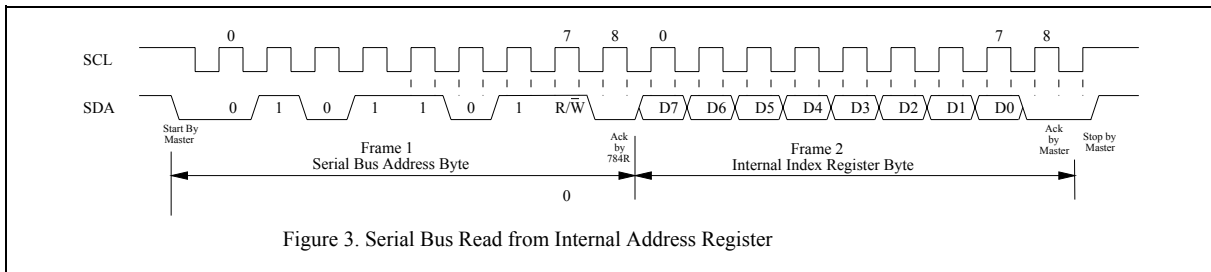 0 7 8 0 7 8
SCL
SDA 0 1 0 1 1 0 1 R/W̅ D7 D6 D5 D4 D3 D2 D1 D0
Start By
Master
Ack
by
784R
Ack
by
Master
Stop by
Master
Frame 1
Serial Bus Address Byte
Frame 2
Internal Index Register Byte
0
Figure 3. Serial Bus Read from Internal Address Register